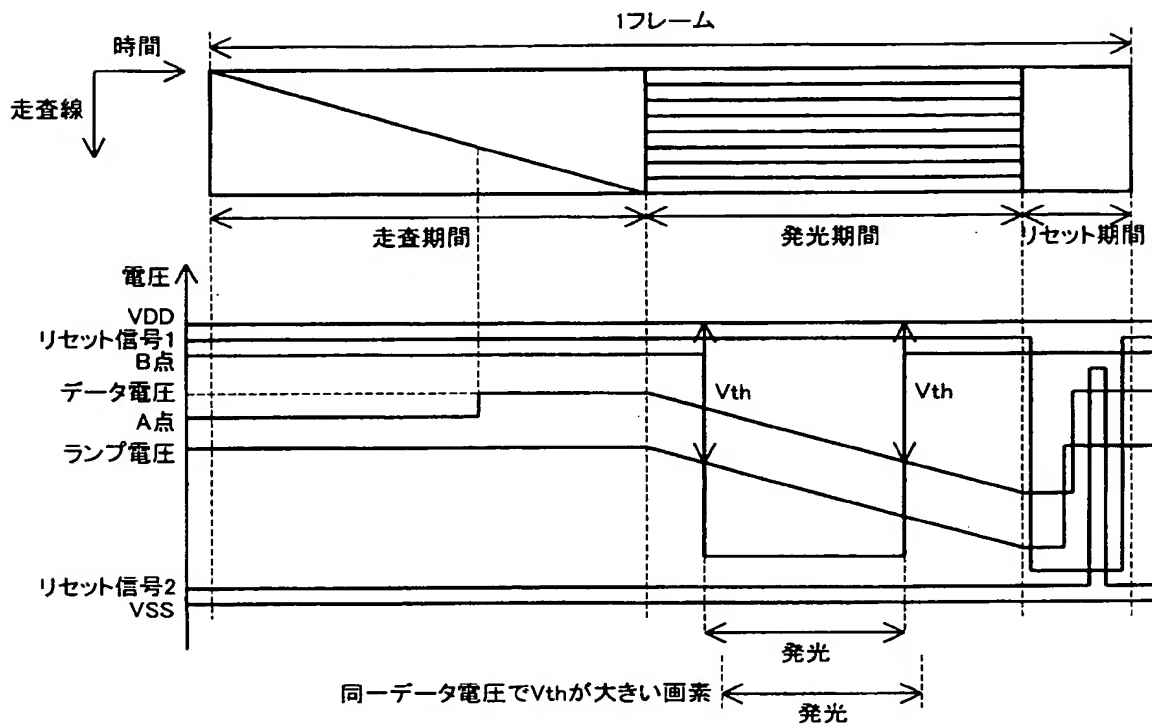 1フレーム
時間
走査線
走査期間
発光期間
リセット期間
電圧
VDD
リセット信号1
B点
データ電圧
A点
ランプ電圧
Vth
Vth
リセット信号2
VSS
発光
同一データ電圧でVthが大きい画素
発光